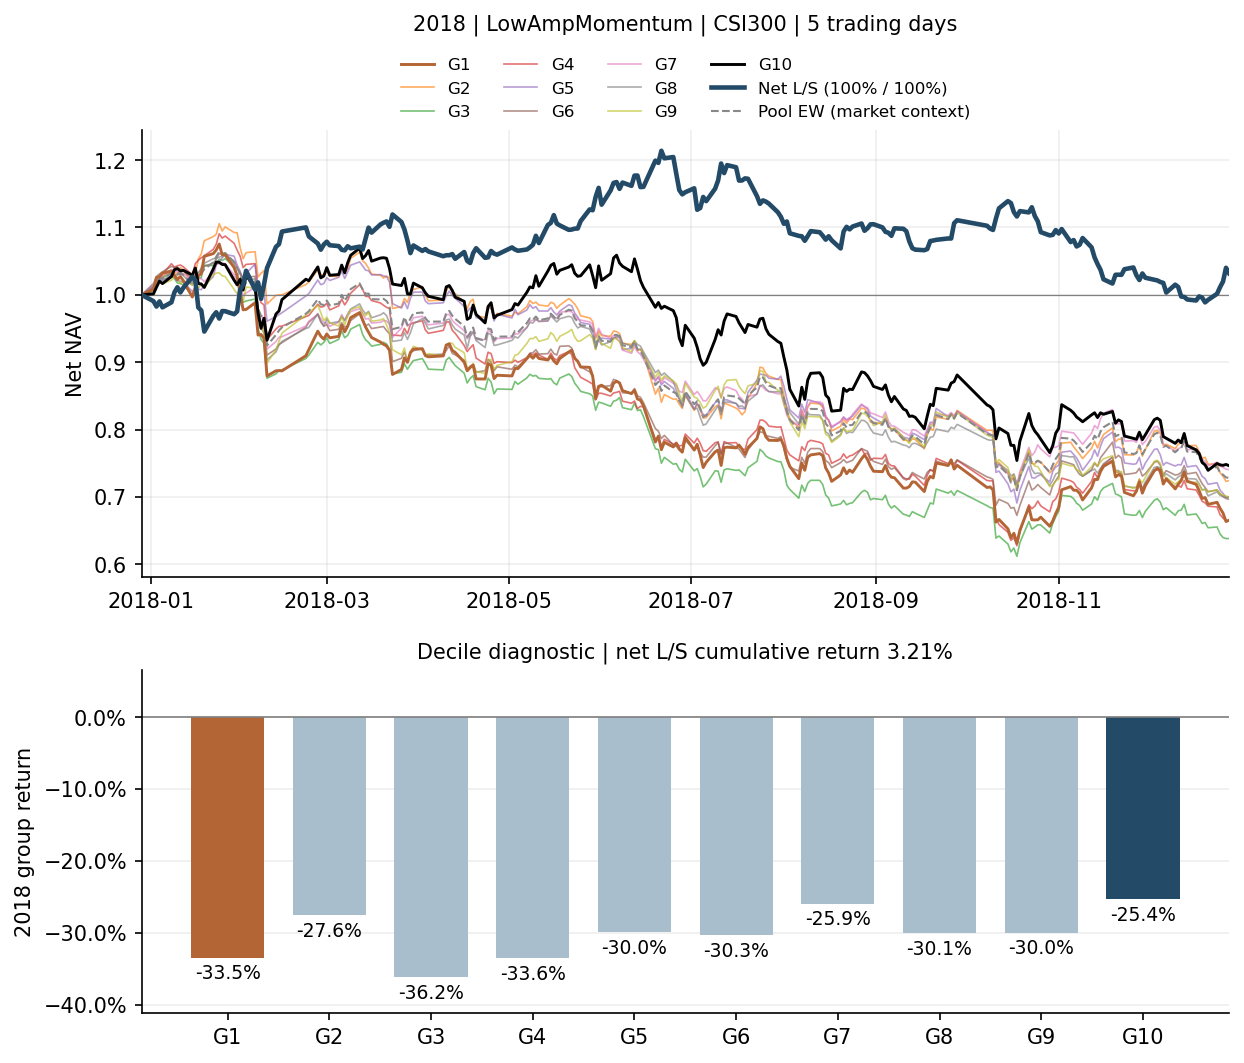 2018 | LowAmpMomentum | CSI300 | 5 trading days
G1 G4 G7 G10
G2 G5 G8 Net L/S (100% / 100%)
G3 G6 G9 Pool EW (market context)
Net NAV
1.2
1.1
1.0
0.9
0.8
0.7
0.6
2018-01 2018-03 2018-05 2018-07 2018-09 2018-11
Decile diagnostic | net L/S cumulative return 3.21%
2018 group return
0.0%
−10.0%
−20.0%
−30.0%
−40.0%
-33.5%
-27.6%
-36.2%
-33.6%
-30.0%
-30.3%
-25.9%
-30.1%
-30.0%
-25.4%
G1 G2 G3 G4 G5 G6 G7 G8 G9 G10